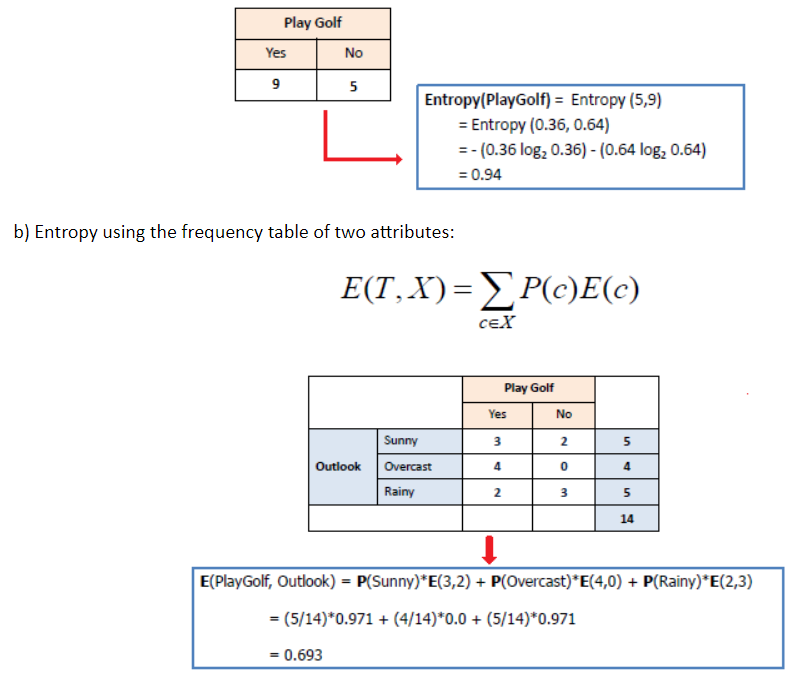 Play Golf
Yes No
9 5
Entropy(PlayGolf) = Entropy (5,9)
= Entropy (0.36, 0.64)
= - (0.36 log₂ 0.36) - (0.64 log₂ 0.64)
= 0.94
b) Entropy using the frequency table of two attributes:
E(T, X) = ∑ P(c)E(c)
c∈X
Play Golf
Yes No
Sunny 3 2 5
Outlook Overcast 4 0 4
Rainy 2 3 5
14
E(PlayGolf, Outlook) = P(Sunny)*E(3,2) + P(Overcast)*E(4,0) + P(Rainy)*E(2,3)
= (5/14)*0.971 + (4/14)*0.0 + (5/14)*0.971
= 0.693